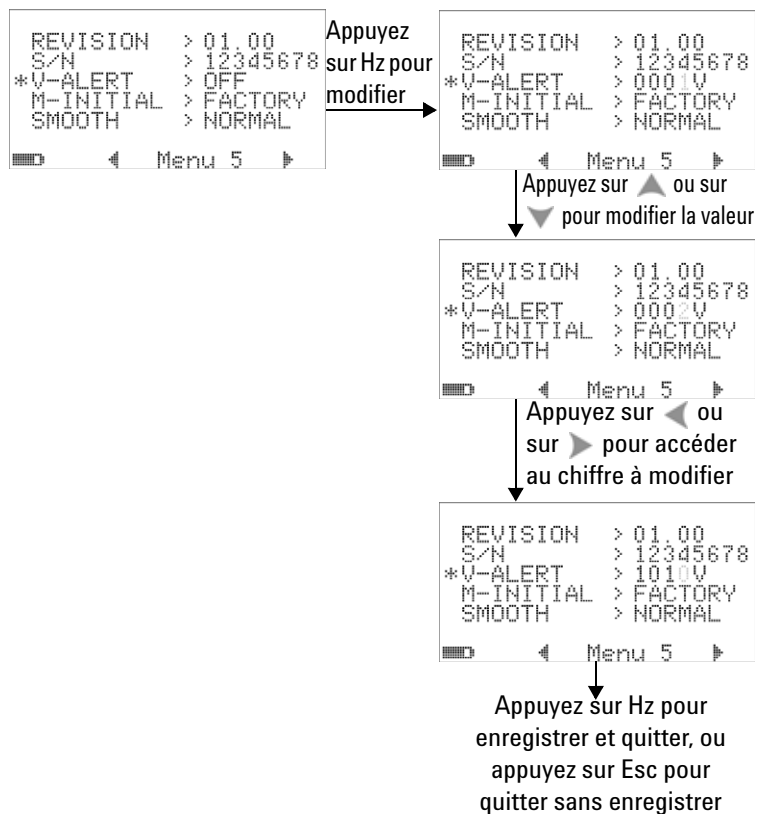 REVISION > 01.00
S/N > 12345678
*V-ALERT > OFF
M-INITIAL > FACTORY
SMOOTH > NORMAL
Menu 5
Appuyez
sur Hz pour
modifier
REVISION > 01.00
S/N > 12345678
*V-ALERT > 0001V
M-INITIAL > FACTORY
SMOOTH > NORMAL
Menu 5
Appuyez sur ou sur
pour modifier la valeur
REVISION > 01.00
S/N > 12345678
*V-ALERT > 0002V
M-INITIAL > FACTORY
SMOOTH > NORMAL
Menu 5
Appuyez sur ou
sur pour accéder
au chiffre à modifier
REVISION > 01.00
S/N > 12345678
*V-ALERT > 1010V
M-INITIAL > FACTORY
SMOOTH > NORMAL
Menu 5
Appuyez sur Hz pour
enregistrer et quitter, ou
appuyez sur Esc pour
quitter sans enregistrer